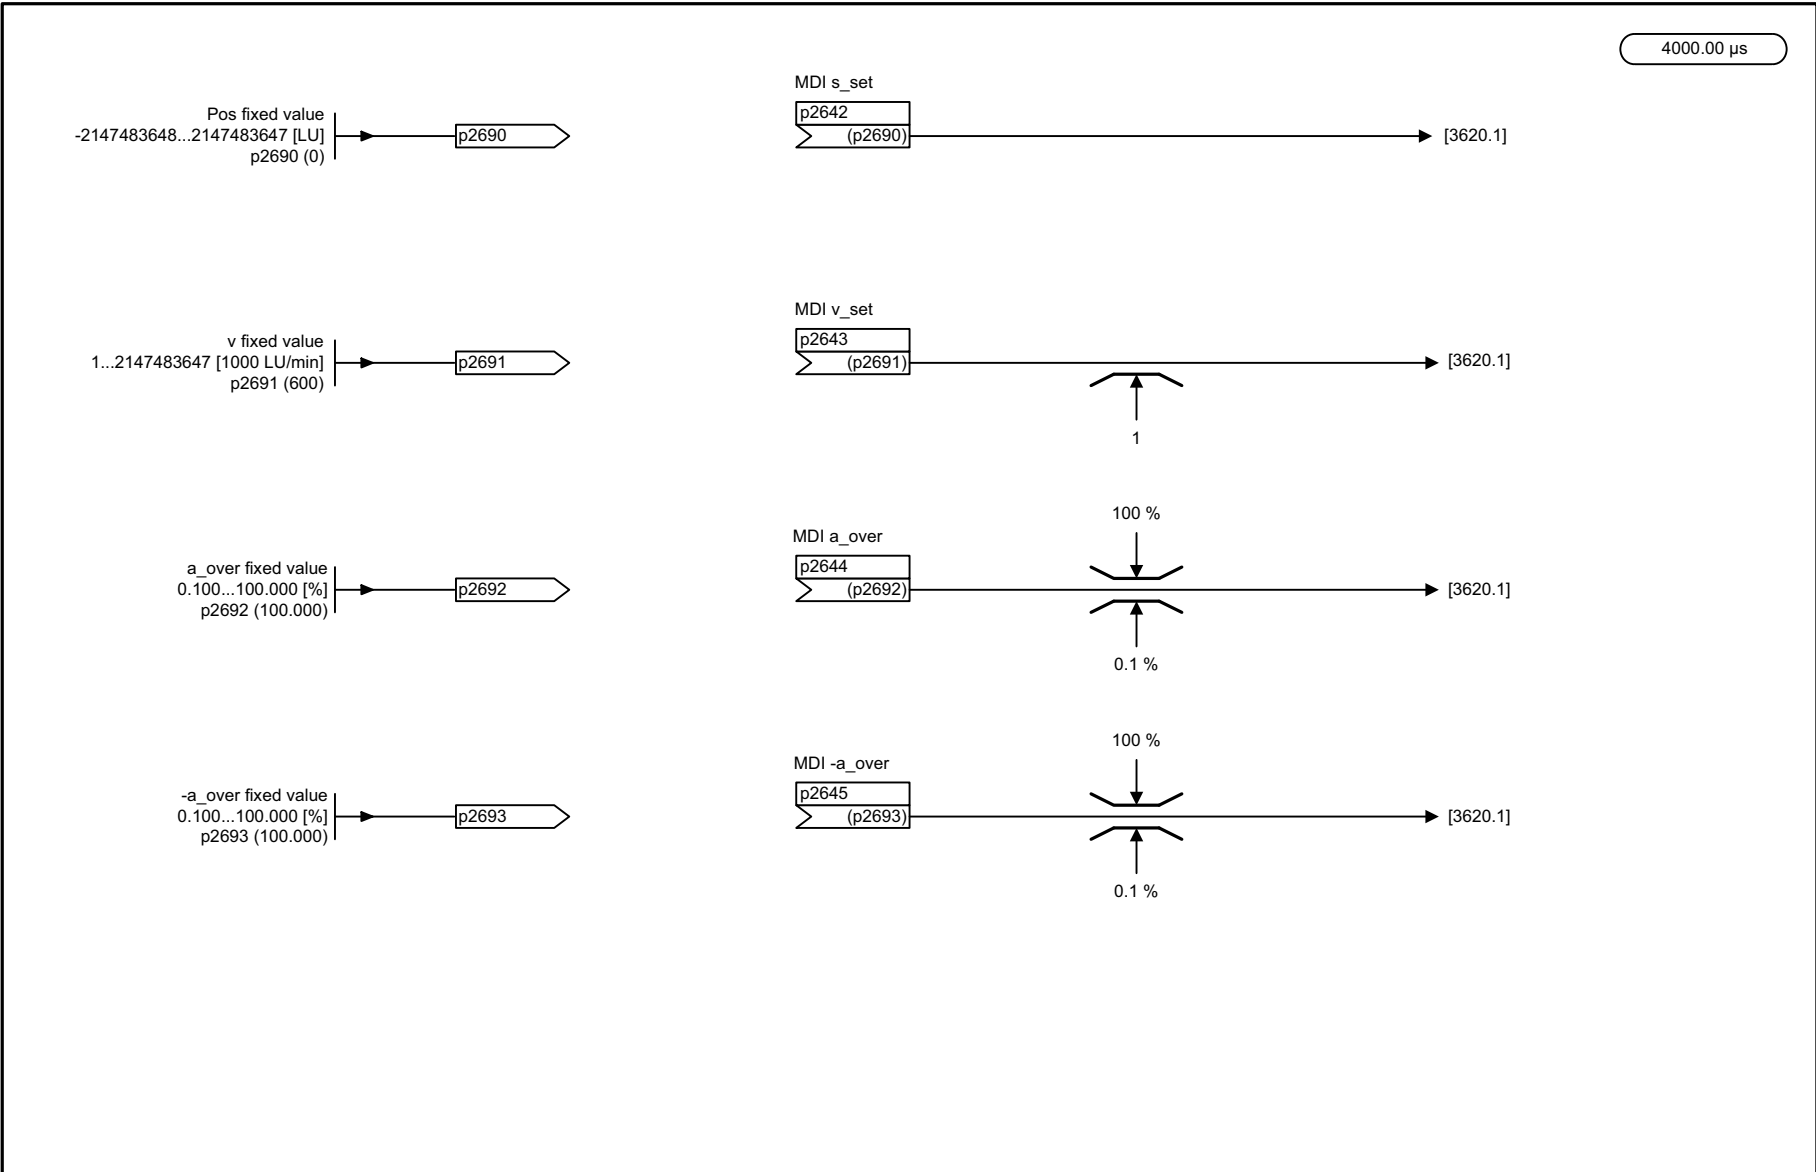 4000.00 µs
Pos fixed value
-2147483648...2147483647 [LU]
p2690 (0)
p2690
MDI s_set
p2642
(p2690)
[3620.1]
v fixed value
1...2147483647 [1000 LU/min]
p2691 (600)
p2691
MDI v_set
p2643
(p2691)
[3620.1]
1
a_over fixed value
0.100...100.000 [%]
p2692 (100.000)
p2692
MDI a_over
p2644
(p2692)
100 %
0.1 %
[3620.1]
-a_over fixed value
0.100...100.000 [%]
p2693 (100.000)
p2693
MDI -a_over
p2645
(p2693)
100 %
0.1 %
[3620.1]